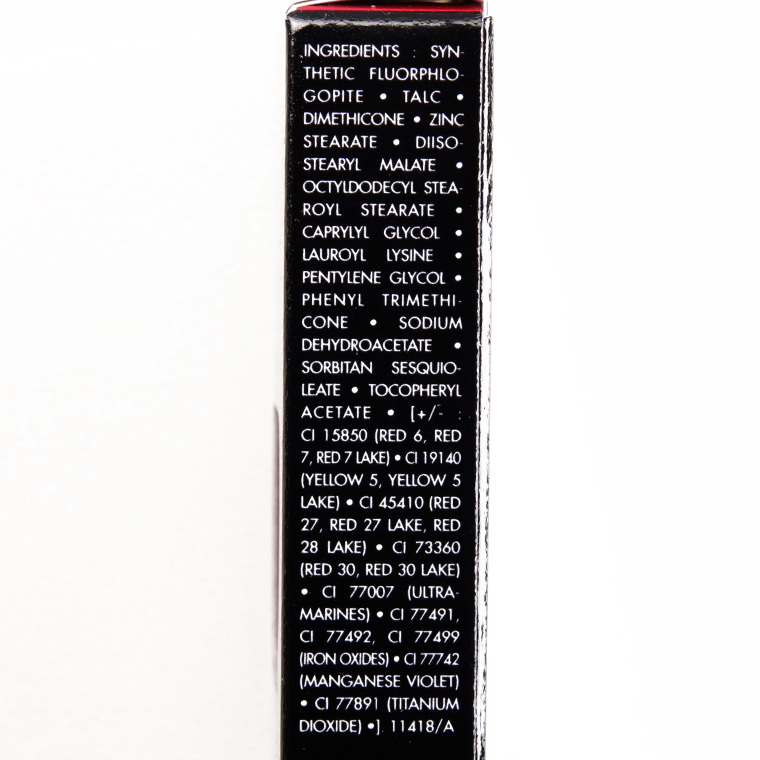 INGREDIENTS : SYN-
THETIC FLUORPHLO-
GOPITE • TALC •
DIMETHICONE • ZINC
STEARATE • DIISO-
STEARYL MALATE •
OCTYLDODECYL STEA-
ROYL STEARATE •
CAPRYLYL GLYCOL •
LAUROYL LYSINE •
PENTYLENE GLYCOL •
PHENYL TRIMETHI-
CONE • SODIUM
DEHYDROACETATE •
SORBITAN SESQUIO-
LEATE • TOCOPHERYL
ACETATE • [+/- :
CI 15850 (RED 6, RED
7, RED 7 LAKE) • CI 19140
(YELLOW 5, YELLOW 5
LAKE) • CI 45410 (RED
27, RED 27 LAKE, RED
28 LAKE) • CI 73360
(RED 30, RED 30 LAKE)
• CI 77007 (ULTRA-
MARINES) • CI 77491,
CI 77492, CI 77499
(IRON OXIDES) • CI 77742
(MANGANESE VIOLET)
• CI 77891 (TITANIUM
DIOXIDE) •]. 11418/A